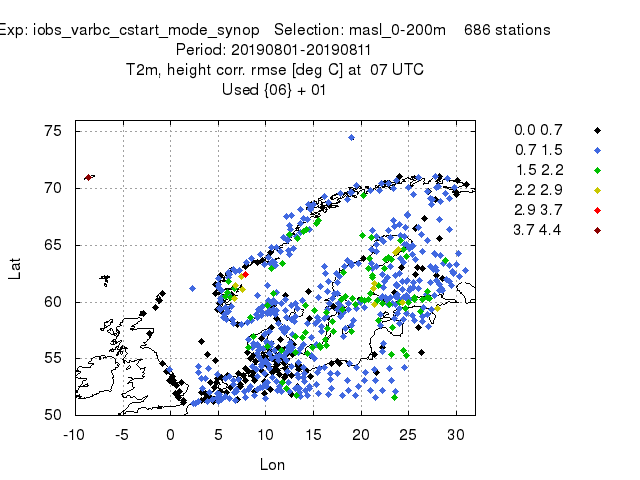 Exp: iobs_varbc_cstart_mode_synop Selection: masl_0-200m 686 stations
Period: 20190801-20190811
T2m, height corr. rmse [deg C] at 07 UTC
Used {06} + 01
0.0 0.7
0.7 1.5
1.5 2.2
2.2 2.9
2.9 3.7
3.7 4.4
75
70
65
60
55
50
Lat
-10 -5 0 5 10 15 20 25 30
Lon